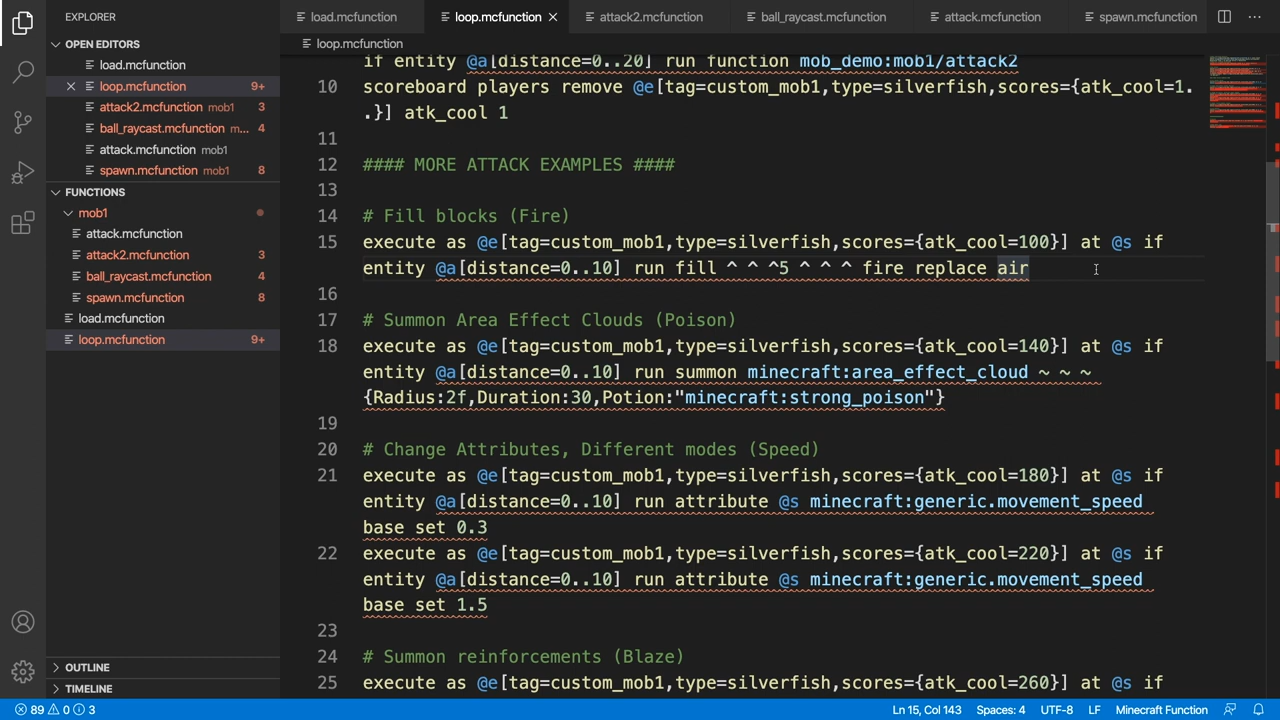 load.mcfunction
loop.mcfunction
attack2.mcfunction
ball_raycast.mcfunction
attack.mcfunction
spawn.mcfunction
EXPLORER
OPEN EDITORS
load.mcfunction
loop.mcfunction 9+
attack2.mcfunction mob1 3
ball_raycast.mcfunction m... 4
attack.mcfunction mob1
spawn.mcfunction mob1 8
FUNCTIONS
mob1
attack.mcfunction
attack2.mcfunction 3
ball_raycast.mcfunction 4
spawn.mcfunction 8
load.mcfunction
loop.mcfunction 9+
OUTLINE
TIMELINE
loop.mcfunction
if entity @a[distance=0..20] run function mob_demo:mob1/attack2
10 scoreboard players remove @e[tag=custom_mob1,type=silverfish,scores={atk_cool=1.
.}] atk_cool 1
11
12 #### MORE ATTACK EXAMPLES ####
13
14 # Fill blocks (Fire)
15 execute as @e[tag=custom_mob1,type=silverfish,scores={atk_cool=100}] at @s if
entity @a[distance=0..10] run fill ^ ^ ^5 ^ ^ ^ fire replace air
16
17 # Summon Area Effect Clouds (Poison)
18 execute as @e[tag=custom_mob1,type=silverfish,scores={atk_cool=140}] at @s if
entity @a[distance=0..10] run summon minecraft:area_effect_cloud ~ ~ ~
{Radius:2f,Duration:30,Potion:"minecraft:strong_poison"}
19
20 # Change Attributes, Different modes (Speed)
21 execute as @e[tag=custom_mob1,type=silverfish,scores={atk_cool=180}] at @s if
entity @a[distance=0..10] run attribute @s minecraft:generic.movement_speed
base set 0.3
22 execute as @e[tag=custom_mob1,type=silverfish,scores={atk_cool=220}] at @s if
entity @a[distance=0..10] run attribute @s minecraft:generic.movement_speed
base set 1.5
23
24 # Summon reinforcements (Blaze)
25 execute as @e[tag=custom_mob1,type=silverfish,scores={atk_cool=260}] at @s if
89 0 3
Ln 15, Col 143 Spaces: 4 UTF-8 LF Minecraft Function